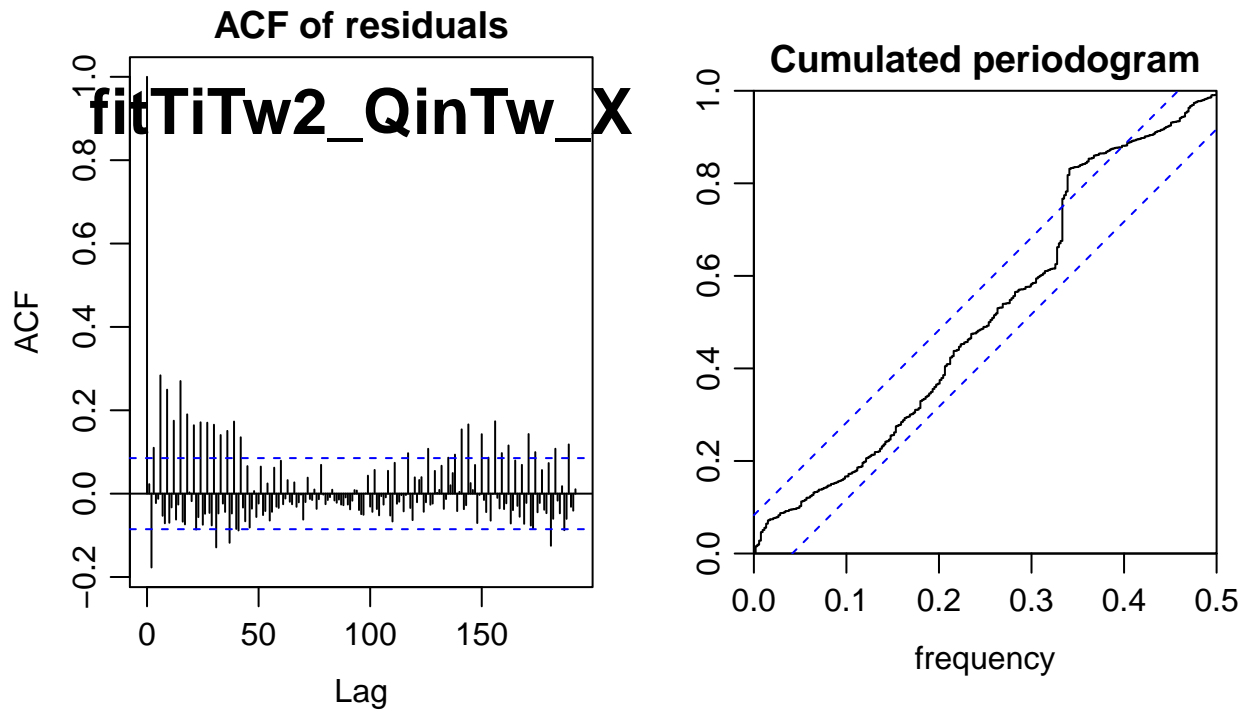 ACF of residuals
fitTiTw2_QinTw_X
ACF
1.0
0.8
0.6
0.4
0.2
0.0
−0.2
0 50 100 150
Lag
Cumulated periodogram
1.0
0.8
0.6
0.4
0.2
0.0
0.0 0.1 0.2 0.3 0.4 0.5
frequency